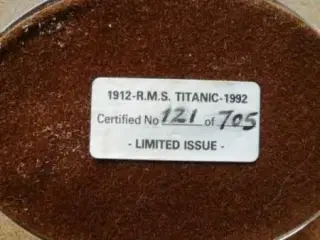 1912-R.M.S. TITANIC-1992
Certified No 121 of 705
- LIMITED ISSUE -